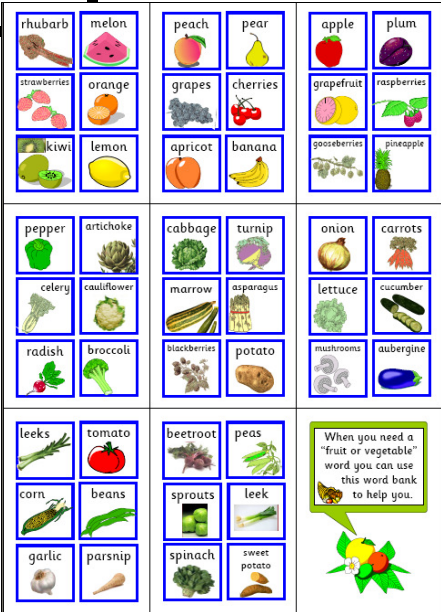 rhubarb melon
strawberries orange
kiwi lemon
peach pear
grapes cherries
apricot banana
apple plum
grapefruit raspberries
gooseberries pineapple
pepper artichoke
celery cauliflower
radish broccoli
cabbage turnip
marrow asparagus
blackberries potato
onion carrots
lettuce cucumber
mushrooms aubergine
leeks tomato
corn beans
garlic parsnip
beetroot peas
sprouts leek
spinach sweet
potato
When you need a
"fruit or vegetable"
word you can use
this word bank
to help you.